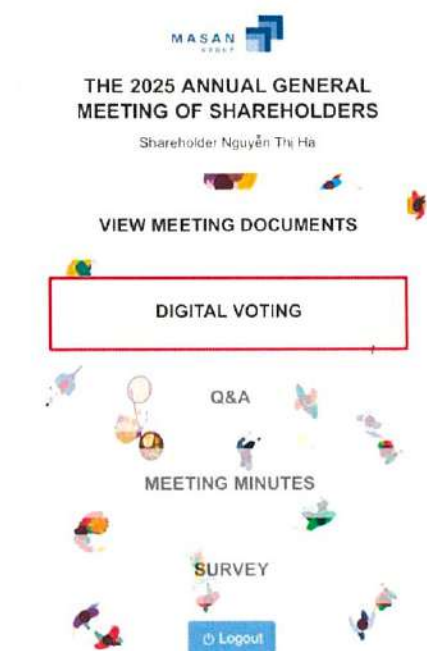 MASAN
GROUP
THE 2025 ANNUAL GENERAL
MEETING OF SHAREHOLDERS
Shareholder Nguyễn Thị Hà
VIEW MEETING DOCUMENTS
DIGITAL VOTING
Q&A
MEETING MINUTES
SURVEY
Logout